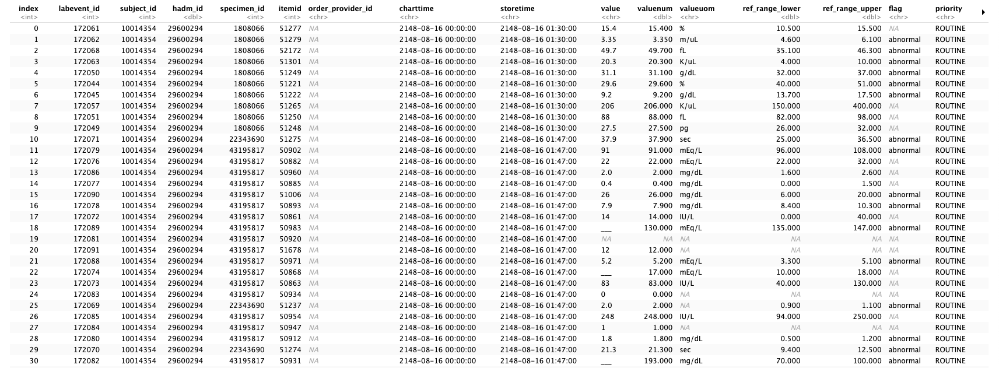 index labevent_id subject_id hadm_id specimen_id itemid order_provider_id charttime storetime value valuenum valueuom ref_range_lower ref_range_upper flag priority
<int> <int> <int> <dbl> <int> <int> <chr> <chr> <chr> <chr> <dbl> <chr> <dbl> <dbl> <chr> <chr>
0 172061 10014354 29600294 1808066 51277 NA 2148-08-16 00:00:00 2148-08-16 01:30:00 15.4 15.400 % 10.500 15.500 NA ROUTINE
1 172062 10014354 29600294 1808066 51279 NA 2148-08-16 00:00:00 2148-08-16 01:30:00 3.35 3.350 m/uL 4.600 6.100 abnormal ROUTINE
2 172068 10014354 29600294 1808066 52172 NA 2148-08-16 00:00:00 2148-08-16 01:30:00 49.7 49.700 fL 35.100 46.300 abnormal ROUTINE
3 172063 10014354 29600294 1808066 51301 NA 2148-08-16 00:00:00 2148-08-16 01:30:00 20.3 20.300 K/uL 4.000 10.000 abnormal ROUTINE
4 172050 10014354 29600294 1808066 51249 NA 2148-08-16 00:00:00 2148-08-16 01:30:00 31.1 31.100 g/dL 32.000 37.000 abnormal ROUTINE
5 172044 10014354 29600294 1808066 51221 NA 2148-08-16 00:00:00 2148-08-16 01:30:00 29.6 29.600 % 40.000 51.000 abnormal ROUTINE
6 172045 10014354 29600294 1808066 51222 NA 2148-08-16 00:00:00 2148-08-16 01:30:00 9.2 9.200 g/dL 13.700 17.500 abnormal ROUTINE
7 172057 10014354 29600294 1808066 51265 NA 2148-08-16 00:00:00 2148-08-16 01:30:00 206 206.000 K/uL 150.000 400.000 NA ROUTINE
8 172051 10014354 29600294 1808066 51250 NA 2148-08-16 00:00:00 2148-08-16 01:30:00 88 88.000 fL 82.000 98.000 NA ROUTINE
9 172049 10014354 29600294 1808066 51248 NA 2148-08-16 00:00:00 2148-08-16 01:30:00 27.5 27.500 pg 26.000 32.000 NA ROUTINE
10 172071 10014354 29600294 22343690 51275 NA 2148-08-16 00:00:00 2148-08-16 01:47:00 37.9 37.900 sec 25.000 36.500 abnormal ROUTINE
11 172079 10014354 29600294 43195817 50902 NA 2148-08-16 00:00:00 2148-08-16 01:47:00 91 91.000 mEq/L 96.000 108.000 abnormal ROUTINE
12 172076 10014354 29600294 43195817 50882 NA 2148-08-16 00:00:00 2148-08-16 01:47:00 22 22.000 mEq/L 22.000 32.000 NA ROUTINE
13 172086 10014354 29600294 43195817 50960 NA 2148-08-16 00:00:00 2148-08-16 01:47:00 2.0 2.000 mg/dL 1.600 2.600 NA ROUTINE
14 172077 10014354 29600294 43195817 50885 NA 2148-08-16 00:00:00 2148-08-16 01:47:00 0.4 0.400 mg/dL 0.000 1.500 NA ROUTINE
15 172090 10014354 29600294 43195817 51006 NA 2148-08-16 00:00:00 2148-08-16 01:47:00 26 26.000 mg/dL 6.000 20.000 abnormal ROUTINE
16 172078 10014354 29600294 43195817 50893 NA 2148-08-16 00:00:00 2148-08-16 01:47:00 7.9 7.900 mg/dL 8.400 10.300 abnormal ROUTINE
17 172072 10014354 29600294 43195817 50861 NA 2148-08-16 00:00:00 2148-08-16 01:47:00 14 14.000 IU/L 0.000 40.000 NA ROUTINE
18 172089 10014354 29600294 43195817 50983 NA 2148-08-16 00:00:00 2148-08-16 01:47:00 ___ 130.000 mEq/L 135.000 147.000 abnormal ROUTINE
19 172081 10014354 29600294 43195817 50920 NA 2148-08-16 00:00:00 2148-08-16 01:47:00 NA NA NA NA NA NA ROUTINE
20 172091 10014354 29600294 43195817 51678 NA 2148-08-16 00:00:00 2148-08-16 01:47:00 12 12.000 NA NA NA NA ROUTINE
21 172088 10014354 29600294 43195817 50971 NA 2148-08-16 00:00:00 2148-08-16 01:47:00 5.2 5.200 mEq/L 3.300 5.100 abnormal ROUTINE
22 172074 10014354 29600294 43195817 50868 NA 2148-08-16 00:00:00 2148-08-16 01:47:00 ___ 17.000 mEq/L 10.000 18.000 NA ROUTINE
23 172073 10014354 29600294 43195817 50863 NA 2148-08-16 00:00:00 2148-08-16 01:47:00 83 83.000 IU/L 40.000 130.000 NA ROUTINE
24 172083 10014354 29600294 43195817 50934 NA 2148-08-16 00:00:00 2148-08-16 01:47:00 0 0.000 NA NA NA NA ROUTINE
25 172069 10014354 29600294 22343690 51237 NA 2148-08-16 00:00:00 2148-08-16 01:47:00 2.0 2.000 NA 0.900 1.100 abnormal ROUTINE
26 172085 10014354 29600294 43195817 50954 NA 2148-08-16 00:00:00 2148-08-16 01:47:00 248 248.000 IU/L 94.000 250.000 NA ROUTINE
27 172084 10014354 29600294 43195817 50947 NA 2148-08-16 00:00:00 2148-08-16 01:47:00 1 1.000 NA NA NA NA ROUTINE
28 172080 10014354 29600294 43195817 50912 NA 2148-08-16 00:00:00 2148-08-16 01:47:00 1.8 1.800 mg/dL 0.500 1.200 abnormal ROUTINE
29 172070 10014354 29600294 22343690 51274 NA 2148-08-16 00:00:00 2148-08-16 01:47:00 21.3 21.300 sec 9.400 12.500 abnormal ROUTINE
30 172082 10014354 29600294 43195817 50931 NA 2148-08-16 00:00:00 2148-08-16 01:47:00 ___ 193.000 mg/dL 70.000 100.000 abnormal ROUTINE